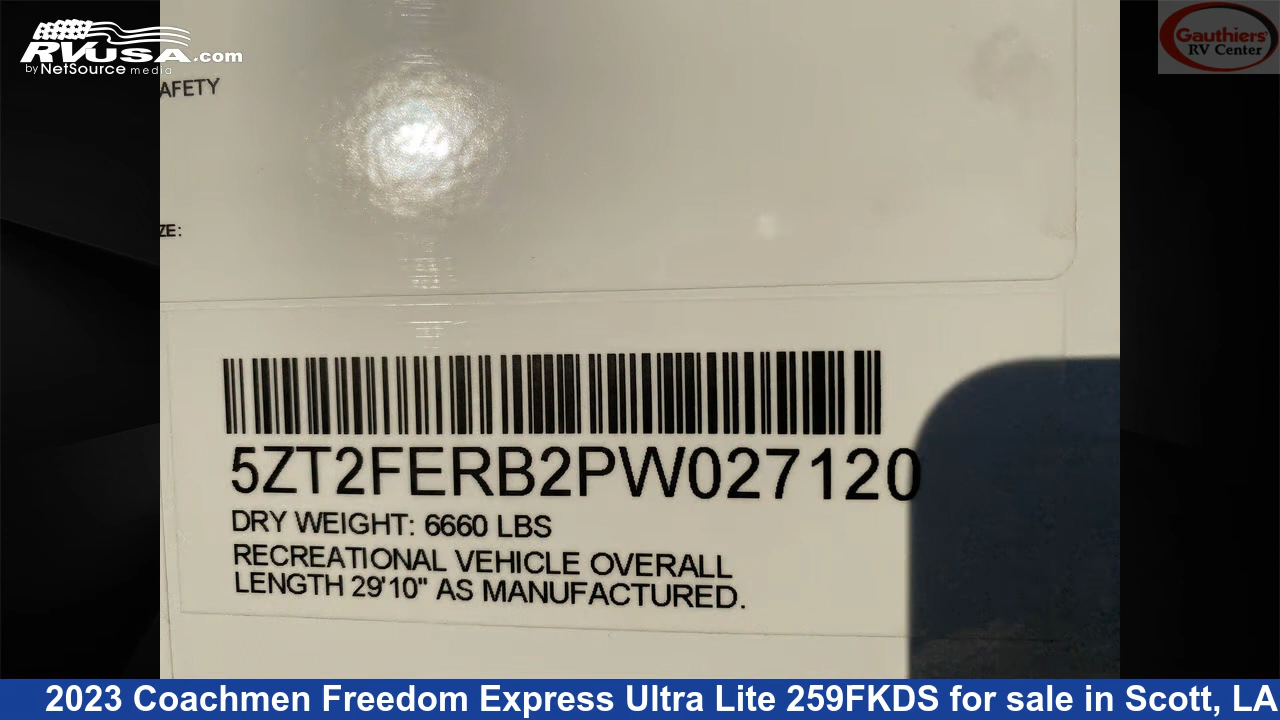 RVUSA.com
by NetSource media
Gauthiers'
RV Center
AFETY
ZE:
5ZT2FERB2PW027120
DRY WEIGHT: 6660 LBS
RECREATIONAL VEHICLE OVERALL
LENGTH 29'10" AS MANUFACTURED.
2023 Coachmen Freedom Express Ultra Lite 259FKDS for sale in Scott, LA